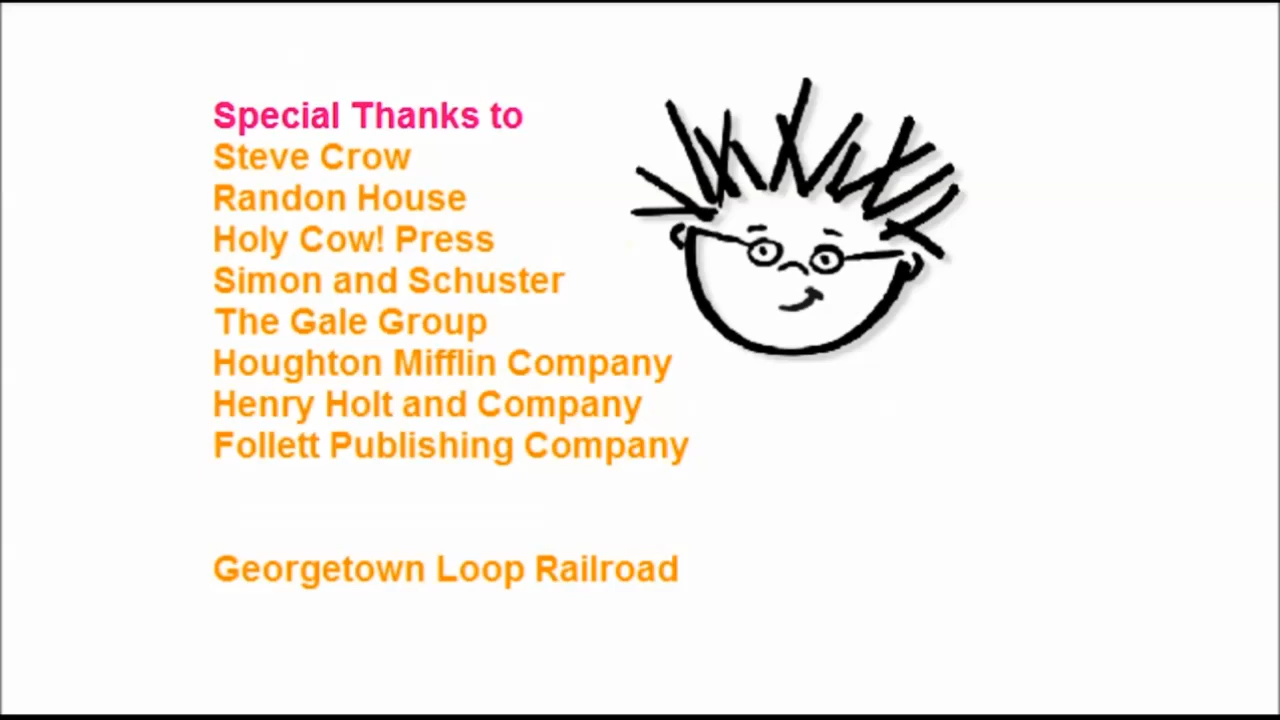 Special Thanks to
Steve Crow
Randon House
Holy Cow! Press
Simon and Schuster
The Gale Group
Houghton Mifflin Company
Henry Holt and Company
Follett Publishing Company
Georgetown Loop Railroad